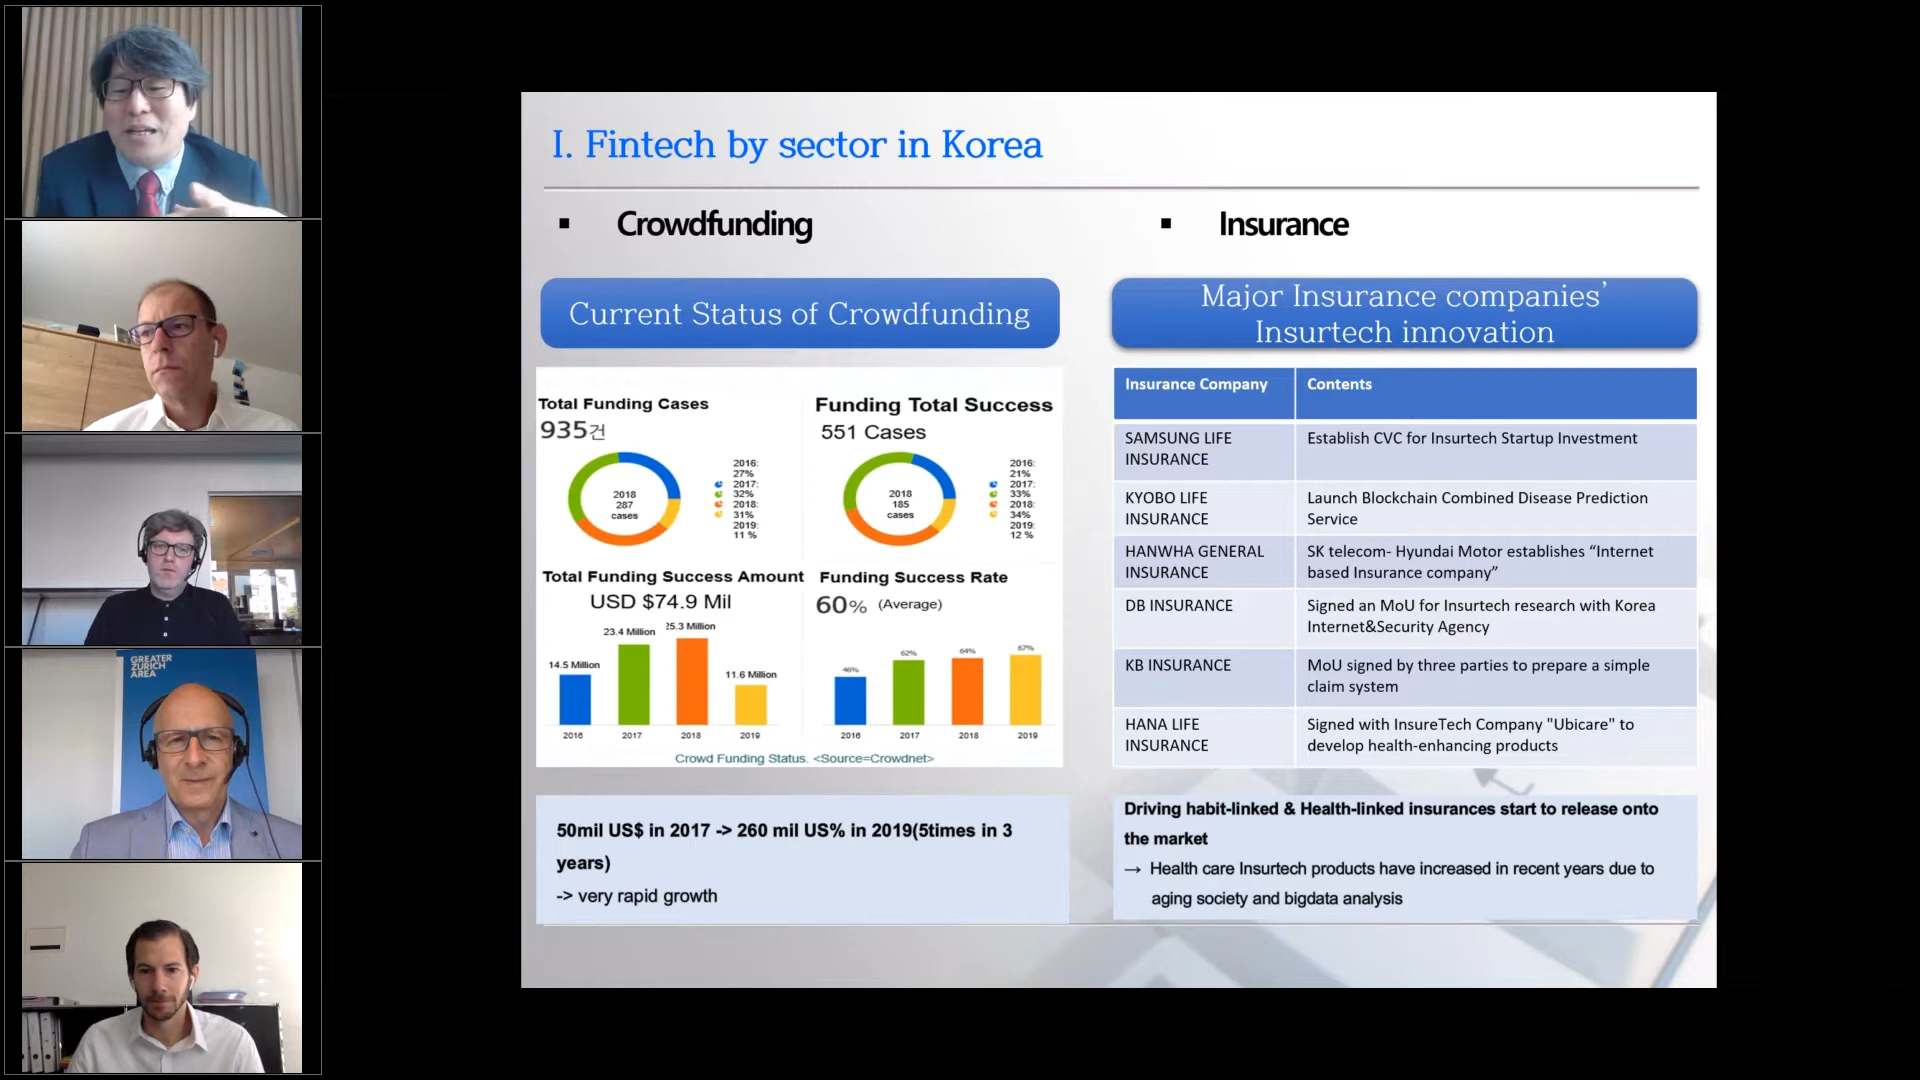 GREATER
ZURICH
AREA
I. Fintech by sector in Korea
▪ Crowdfunding
Current Status of Crowdfunding
Total Funding Cases
935건
2018
287
cases
2016:
27%
2017:
32%
2018:
31%
2019:
11 %
Funding Total Success
551 Cases
2018
185
cases
2016:
21%
2017:
33%
2018:
34%
2019:
12 %
Total Funding Success Amount
USD $74.9 Mil
14.5 Million
23.4 Million
25.3 Million
11.6 Million
2016
2017
2018
2019
Funding Success Rate
60% (Average)
46%
62%
64%
67%
2016
2017
2018
2019
Crowd Funding Status. <Source=Crowdnet>
50mil US$ in 2017 -> 260 mil US% in 2019(5times in 3
years)
-> very rapid growth
▪ Insurance
Major Insurance companies’
Insurtech innovation
Insurance Company
Contents
SAMSUNG LIFE
INSURANCE
Establish CVC for Insurtech Startup Investment
KYOBO LIFE
INSURANCE
Launch Blockchain Combined Disease Prediction
Service
HANWHA GENERAL
INSURANCE
SK telecom- Hyundai Motor establishes “Internet
based Insurance company”
DB INSURANCE
Signed an MoU for Insurtech research with Korea
Internet&Security Agency
KB INSURANCE
MoU signed by three parties to prepare a simple
claim system
HANA LIFE
INSURANCE
Signed with InsureTech Company "Ubicare" to
develop health-enhancing products
Driving habit-linked & Health-linked insurances start to release onto
the market
→ Health care Insurtech products have increased in recent years due to
aging society and bigdata analysis